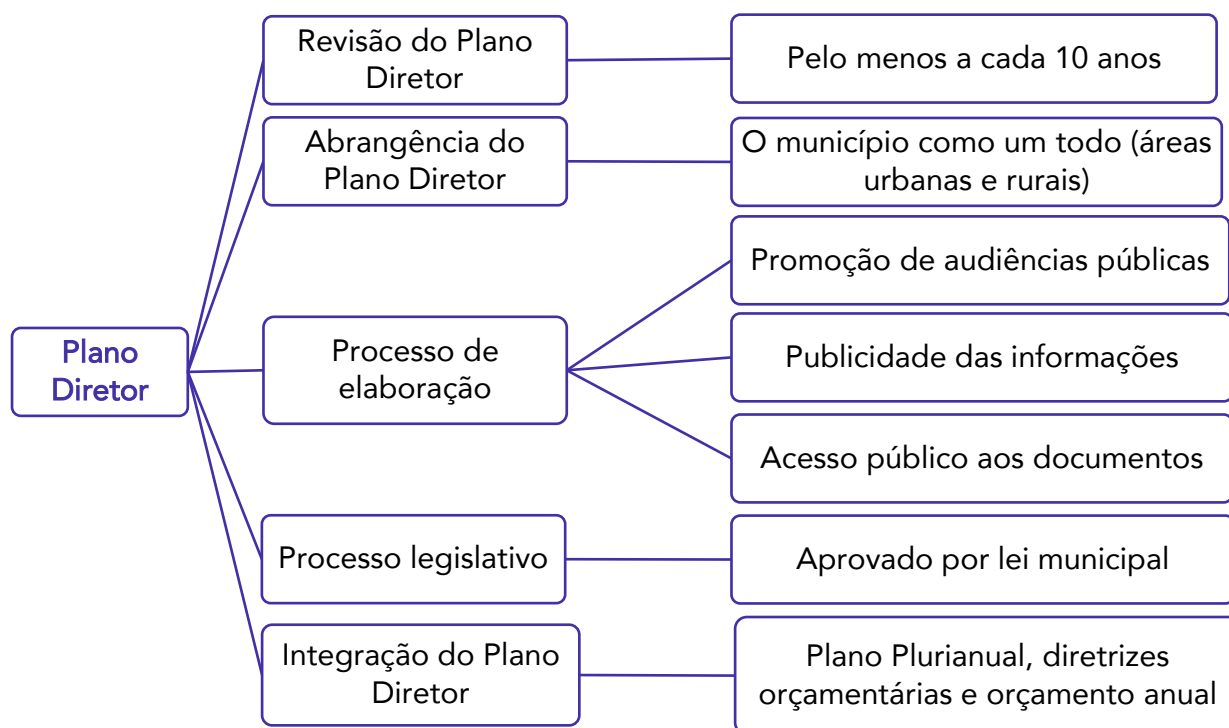 Revisão do Plano
Diretor
Pelo menos a cada 10 anos
Abrangência do
Plano Diretor
O município como um todo (áreas
urbanas e rurais)
Plano
Diretor
Processo de
elaboração
Promoção de audiências públicas
Publicidade das informações
Acesso público aos documentos
Processo legislativo
Aprovado por lei municipal
Integração do Plano
Diretor
Plano Plurianual, diretrizes
orçamentárias e orçamento anual